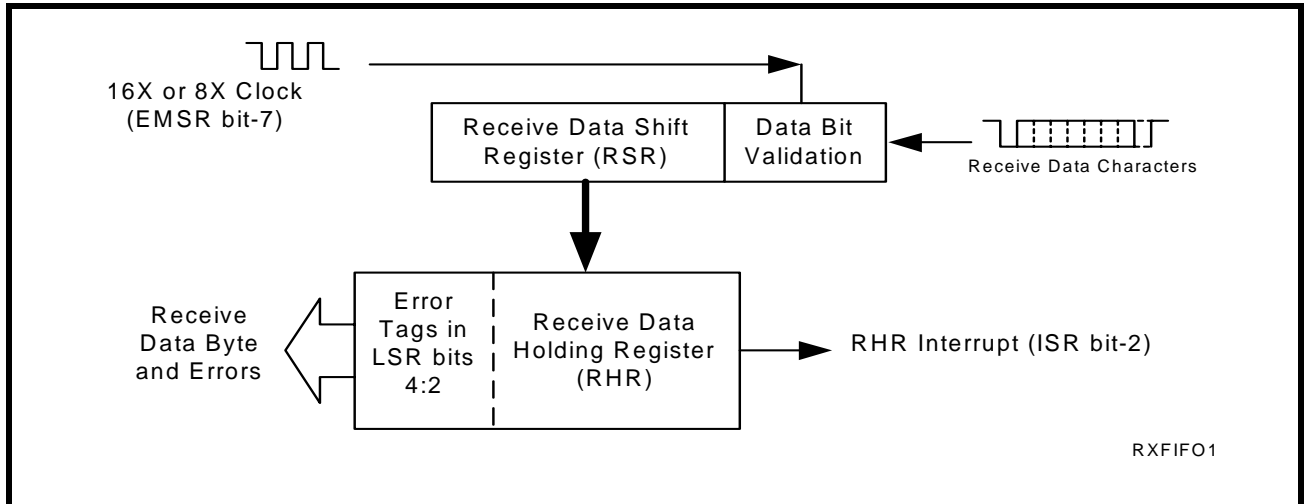 16X or 8X Clock
(EMSR bit-7)
Receive Data Shift
Register (RSR)
Data Bit
Validation
Receive Data Characters
Receive
Data Byte
and Errors
Error
Tags in
LSR bits
4:2
Receive Data
Holding Register
(RHR)
RHR Interrupt (ISR bit-2)
RXFIFO1